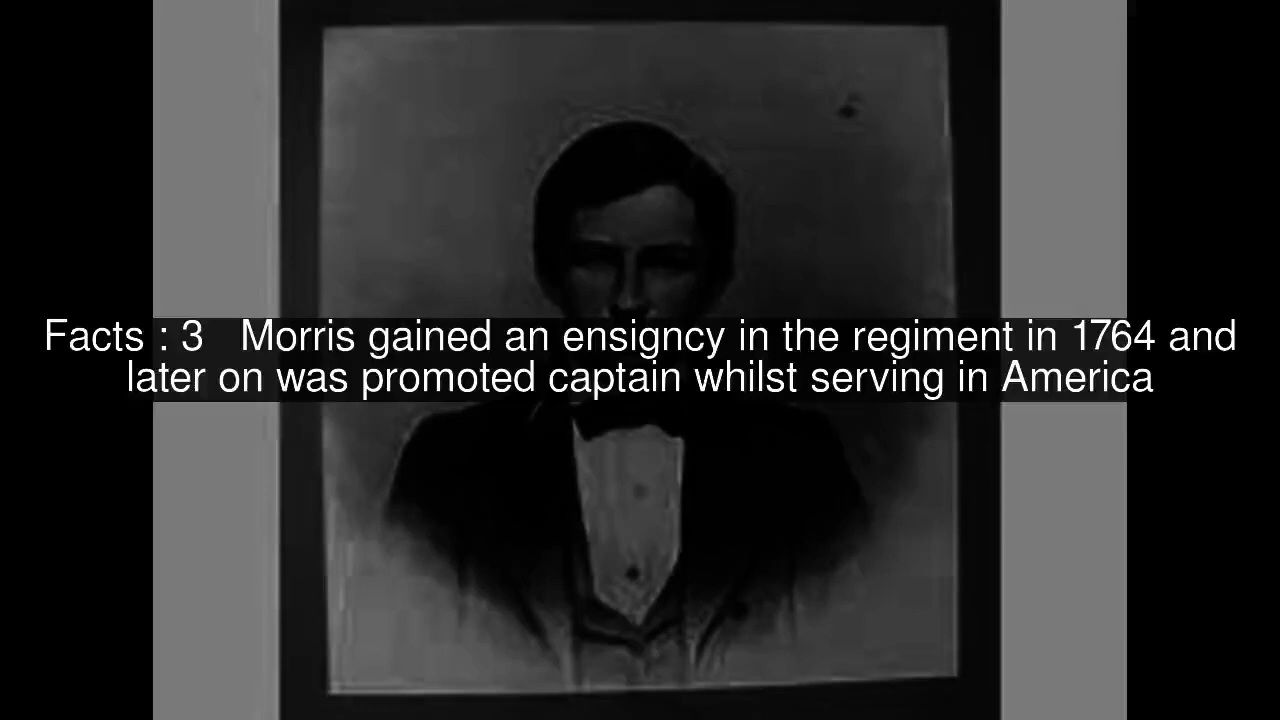 Facts : 3   Morris gained an ensigncy in the regiment in 1764 and
later on was promoted captain whilst serving in America